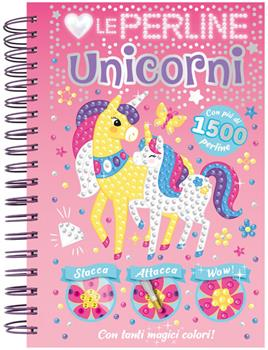 LE PERLINE
Unicorni
Con più di
1500
perline
Stacca
Attacca
Wow!
Con tanti magici colori!